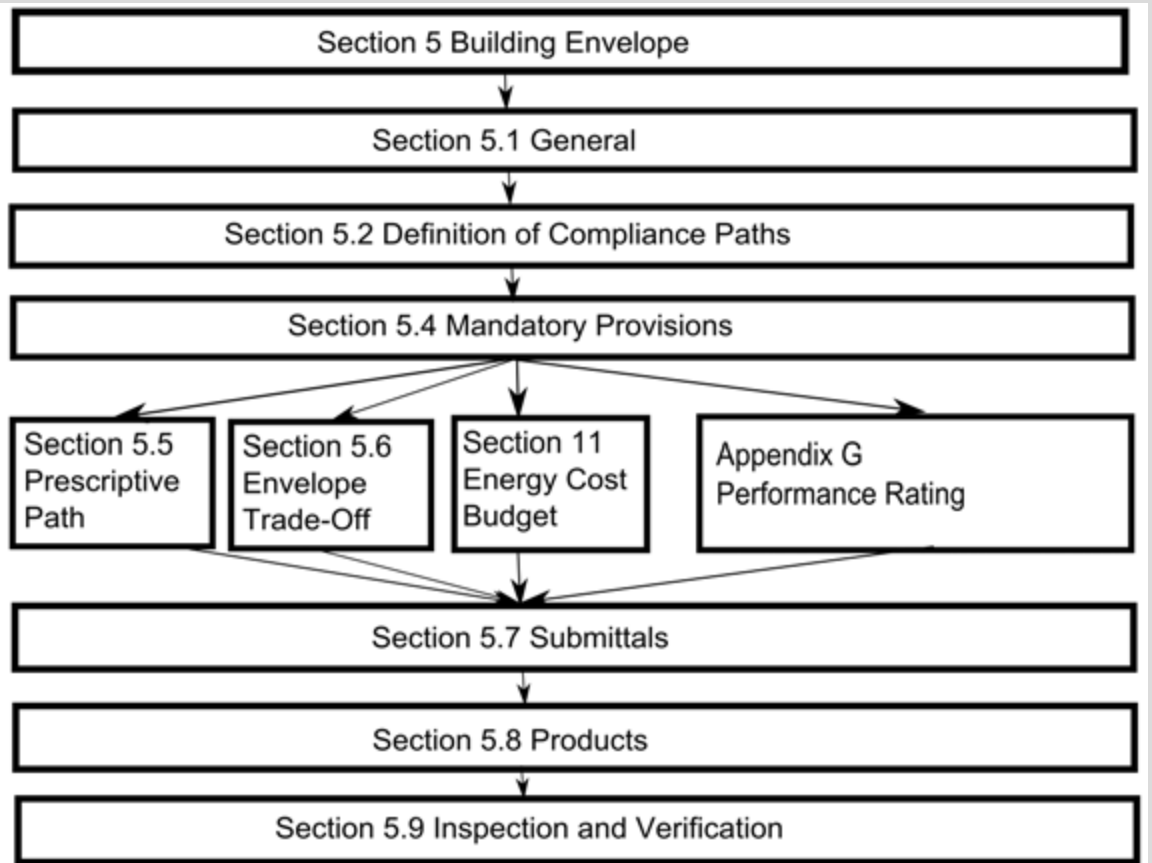 Section 5 Building Envelope
Section 5.1 General
Section 5.2 Definition of Compliance Paths
Section 5.4 Mandatory Provisions
Section 5.5
Prescriptive
Path
Section 5.6
Envelope
Trade-Off
Section 11
Energy Cost
Budget
Appendix G
Performance Rating
Section 5.7 Submittals
Section 5.8 Products
Section 5.9 Inspection and Verification